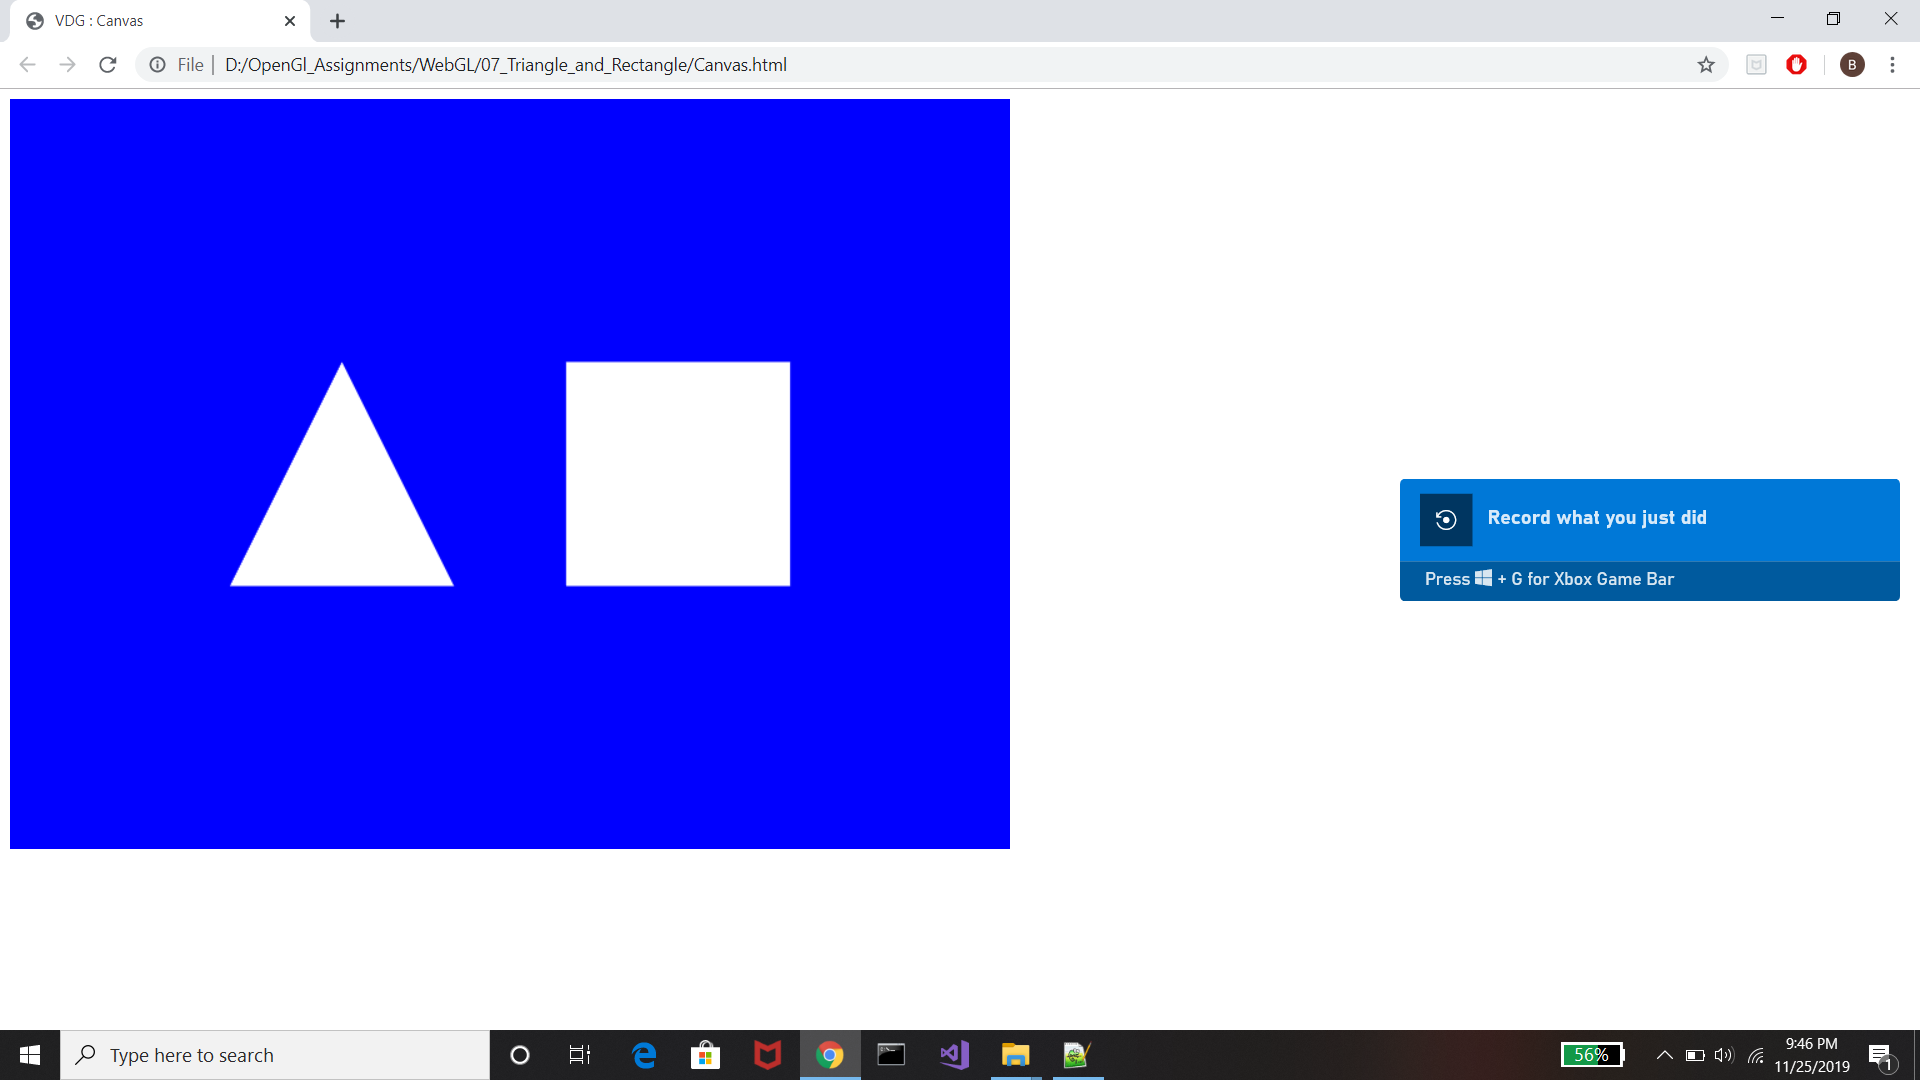 VDG : Canvas
File | D:/OpenGl_Assignments/WebGL/07_Triangle_and_Rectangle/Canvas.html
B
Record what you just did
Press + G for Xbox Game Bar
Type here to search
56%
9:46 PM
11/25/2019
1